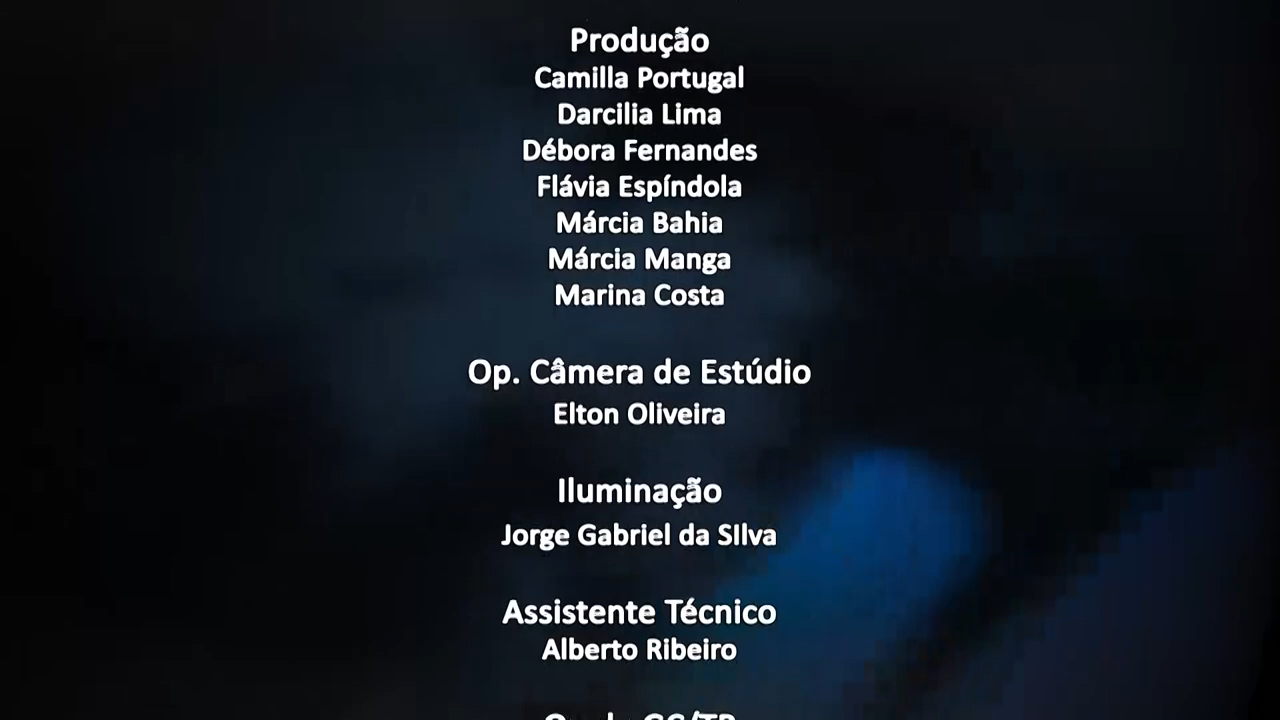 Produção
Camilla Portugal
Darcilia Lima
Débora Fernandes
Flávia Espíndola
Márcia Bahia
Márcia Manga
Marina Costa
Op. Câmera de Estúdio
Elton Oliveira
Iluminação
Jorge Gabriel da SIlva
Assistente Técnico
Alberto Ribeiro